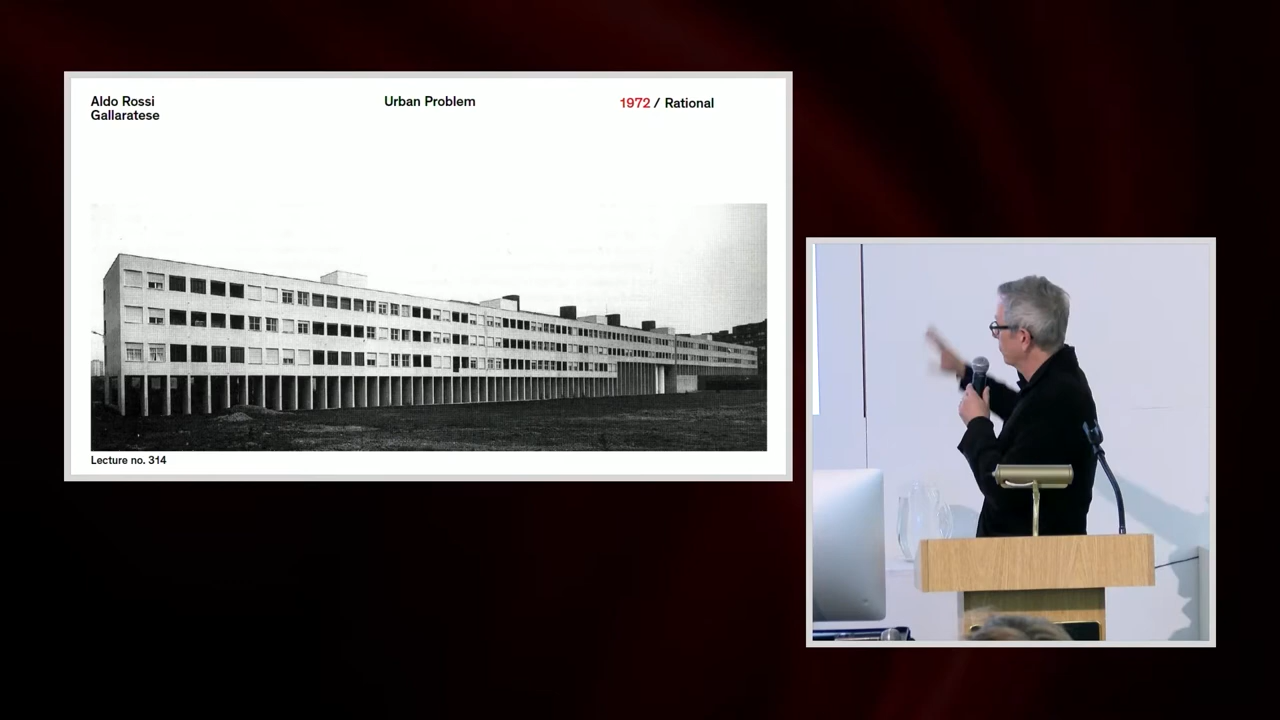 Aldo Rossi
Gallaratese
Urban Problem
1972 / Rational
Lecture no. 314